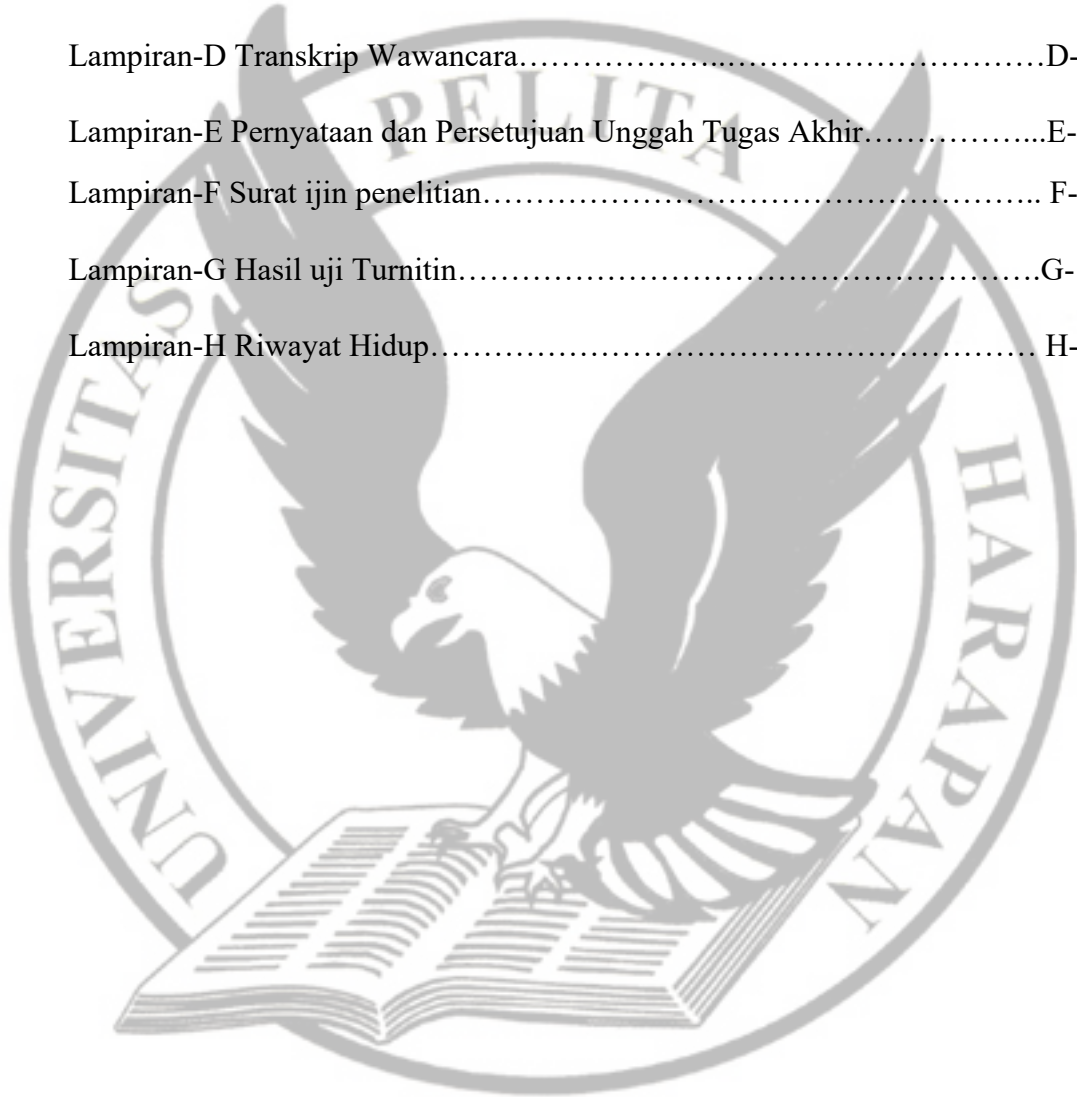 Lampiran-D Transkrip Wawancara………………..…………………………D-
Lampiran-E Pernyataan dan Persetujuan Unggah Tugas Akhir……………...E-
Lampiran-F Surat ijin penelitian……………………………………………….. F-
Lampiran-G Hasil uji Turnitin……………………………………………….G-
Lampiran-H Riwayat Hidup…………………………………………………… H-
UNIVERSITAS PELITA HARAPAN